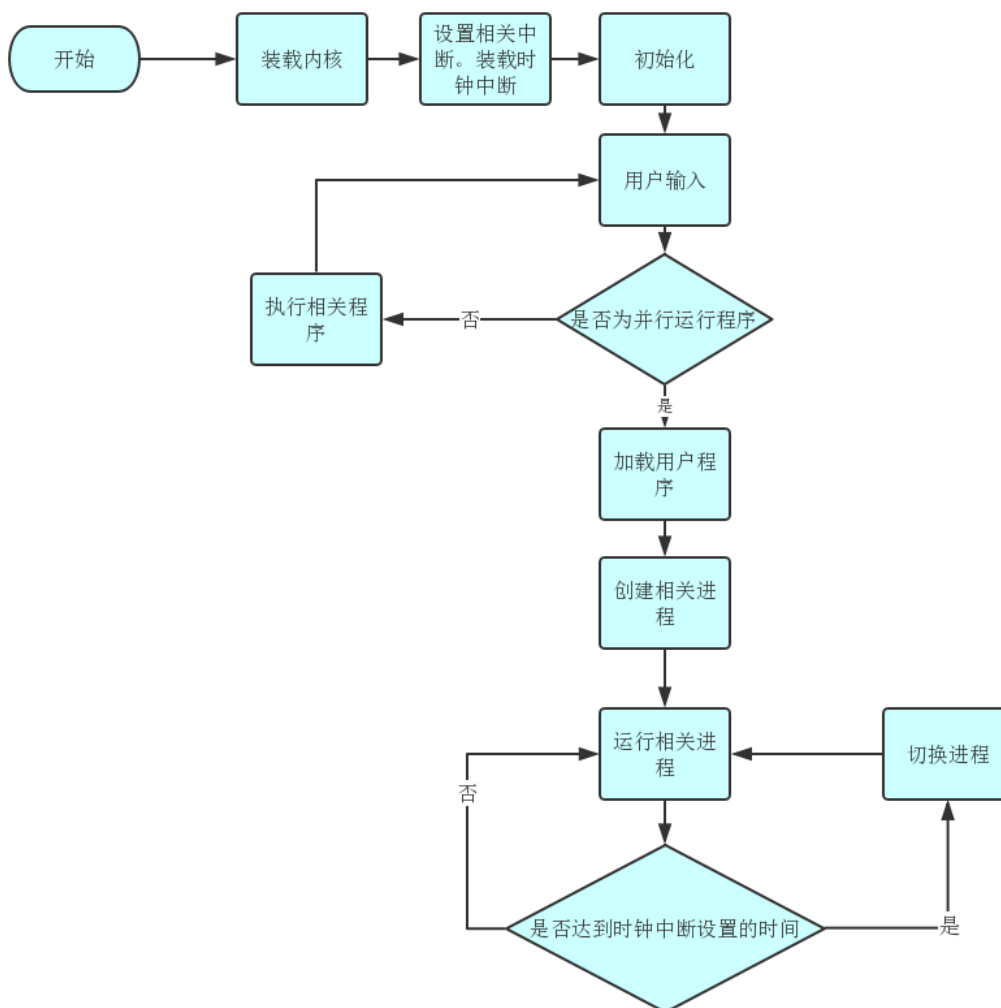 开始
装载内核
设置相关中
断。装载时
钟中断
初始化
用户输入
执行相关程
序
否
是否为并行运行程序
是
加载用户程
序
创建相关进
程
运行相关进
程
切换进程
否
是否达到时钟中断设置的时间
是